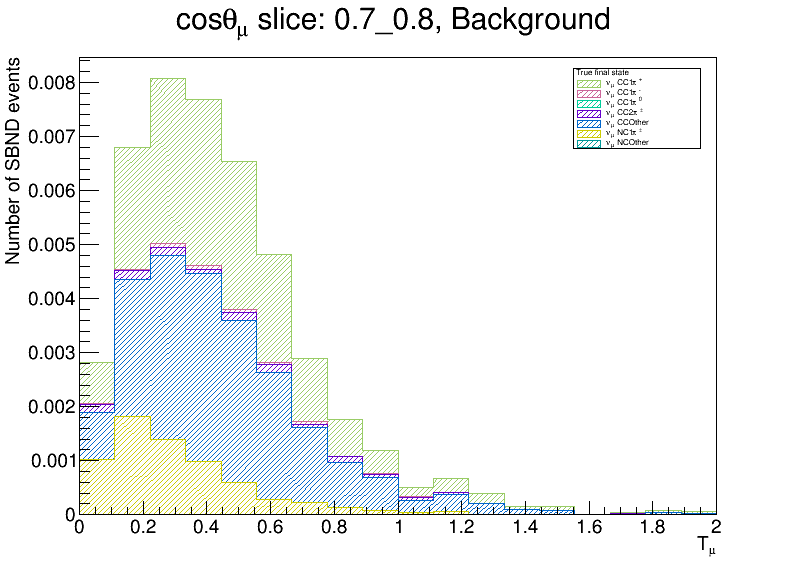 cosθμ slice: 0.7_0.8, Background
Number of SBND events
0.008
0.007
0.006
0.005
0.004
0.003
0.002
0.001
0
True final state
νμ CC1π+
νμ CC1π-
νμ CC1π0
νμ CC2π±
νμ CCOther
νμ NC1π±
νμ NCOther
0 0.2 0.4 0.6 0.8 1 1.2 1.4 1.6 1.8 2
Tμ